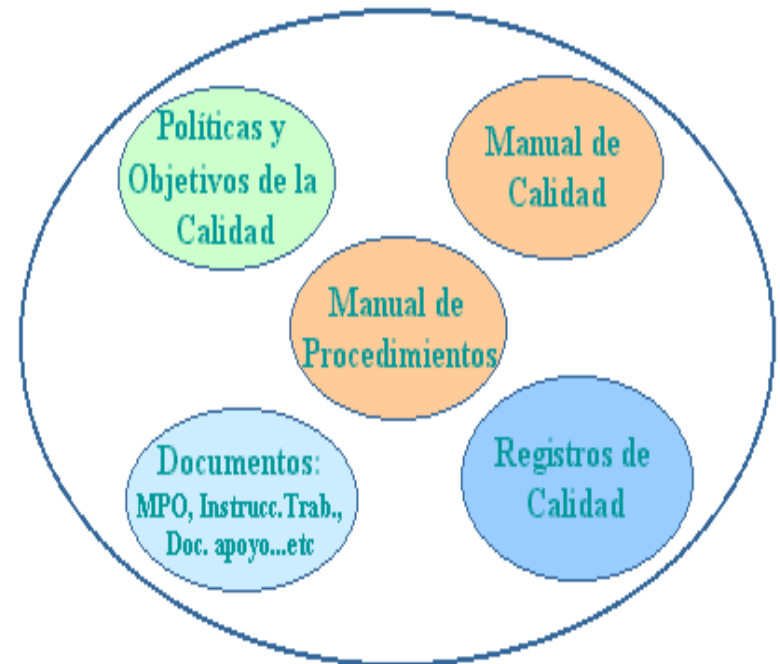 Políticas y
Objetivos de la
Calidad
Manual de
Calidad
Manual de
Procedimientos
Documentos:
MPO, Instrucc.Trab.,
Doc. apoyo...etc
Registros de
Calidad